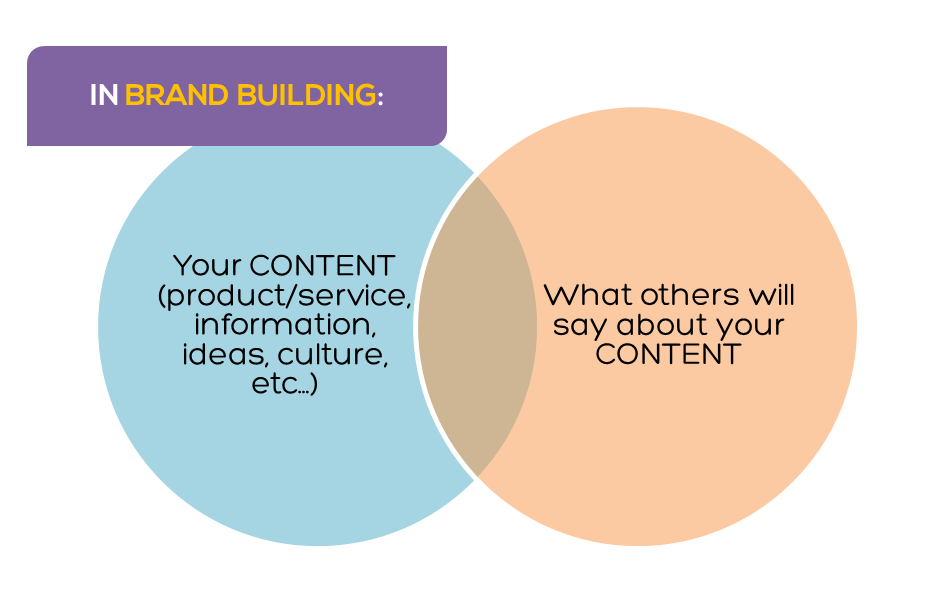 IN BRAND BUILDING:
Your CONTENT
(product/service,
information,
ideas, culture,
etc...)
What others will
say about your
CONTENT